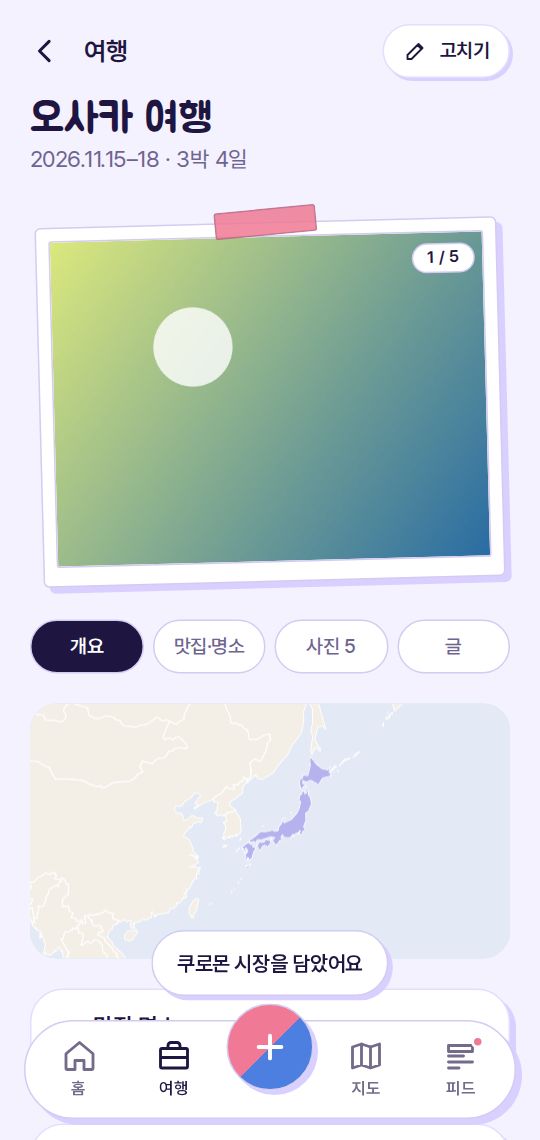 여행
고치기
오사카 여행
2026.11.15–18 · 3박 4일
1 / 5
개요
맛집·명소
사진 5
글
쿠로몬 시장을 담았어요
홈
여행
지도
피드